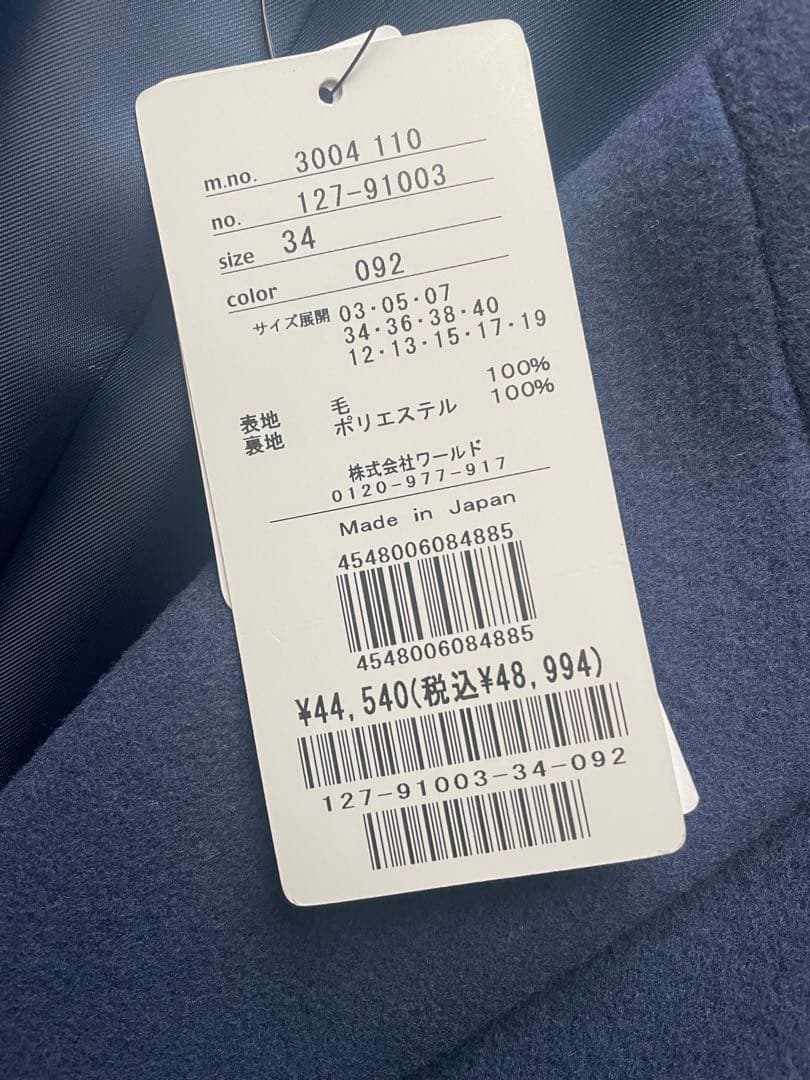 m.no. 3004 110
no. 127-91003
size 34
color 092
サイズ展開 03・05・07
34・36・38・40
12・13・15・17・19
表地 毛 100%
裏地 ポリエステル 100%
株式会社ワールド
0120-977-917
Made in Japan
4548006084885
4548006084885
¥44,540(税込¥48,994)
127-91003-34-092